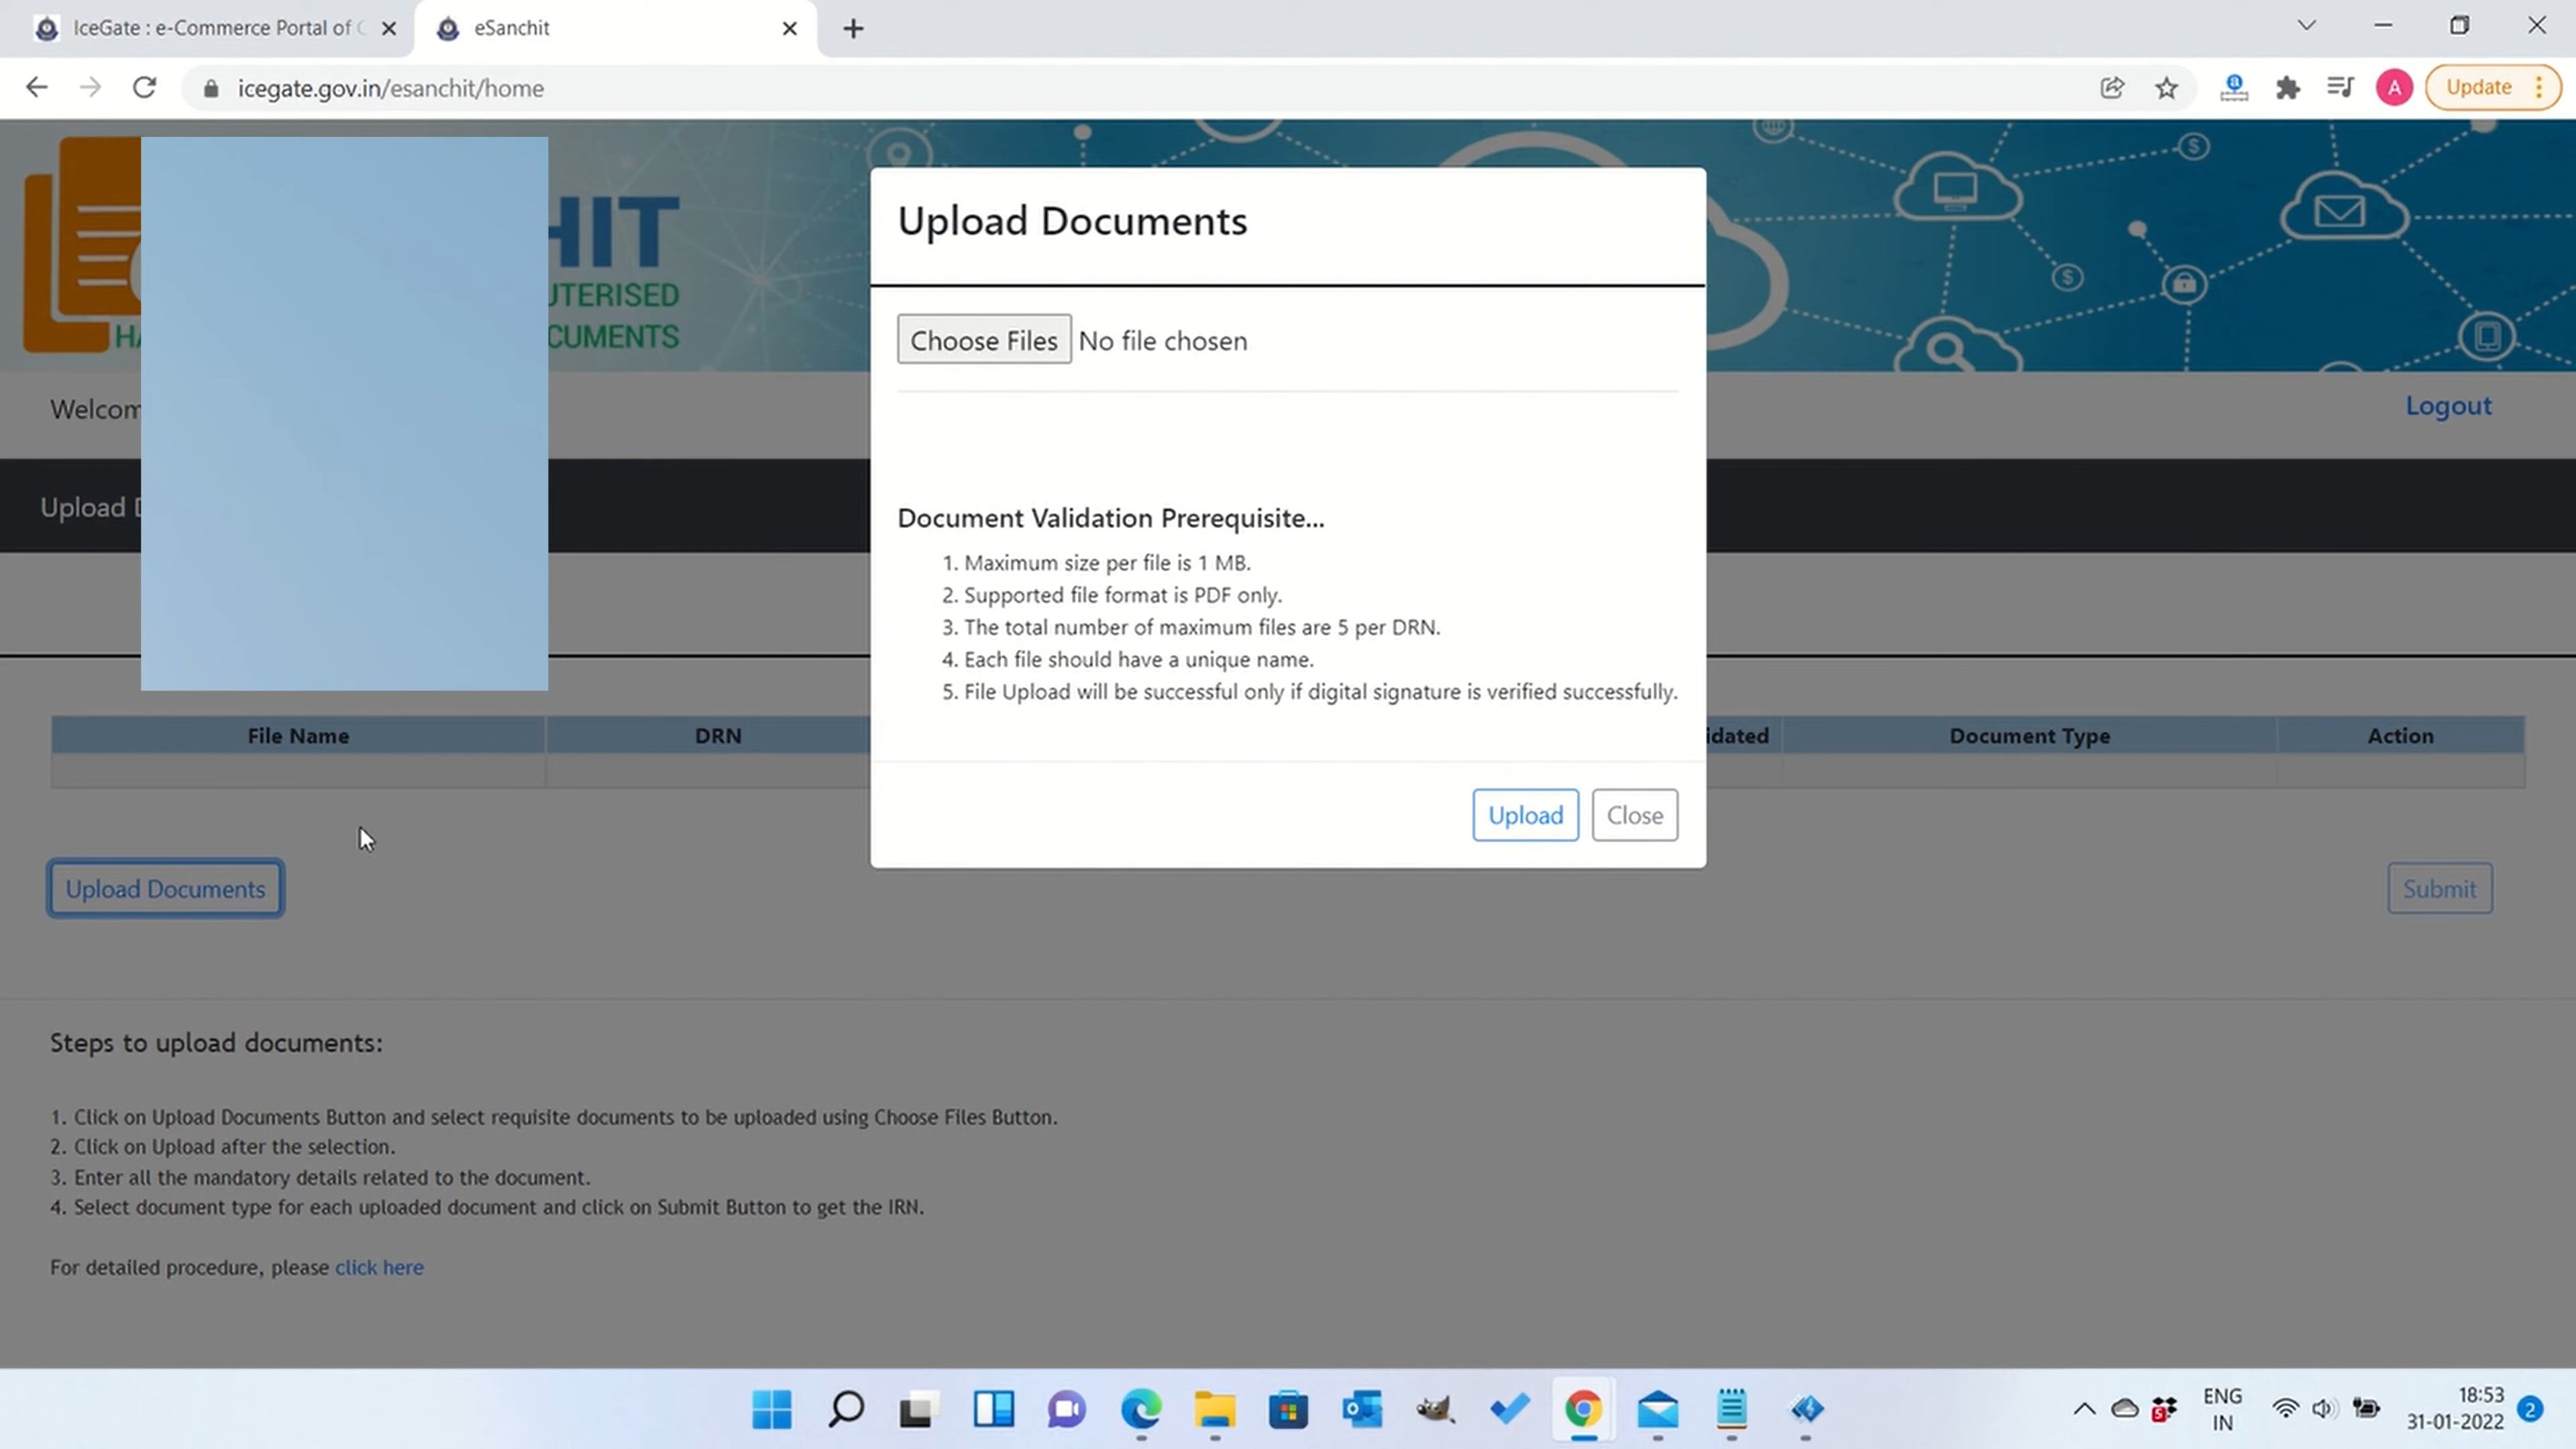 IceGate : e-Commerce Portal of C
eSanchit
icegate.gov.in/esanchit/home
A
Update
HIT
UTERISED
HA
CUMENTS
Welcom
Logout
Upload D
Upload Documents
Choose Files No file chosen
Document Validation Prerequisite...
1. Maximum size per file is 1 MB.
2. Supported file format is PDF only.
3. The total number of maximum files are 5 per DRN.
4. Each file should have a unique name.
5. File Upload will be successful only if digital signature is verified successfully.
Upload Close
File Name DRN idated Document Type Action
Upload Documents
Submit
Steps to upload documents:
1. Click on Upload Documents Button and select requisite documents to be uploaded using Choose Files Button.
2. Click on Upload after the selection.
3. Enter all the mandatory details related to the document.
4. Select document type for each uploaded document and click on Submit Button to get the IRN.
For detailed procedure, please click here
ENG
IN
18:53
31-01-2022
2